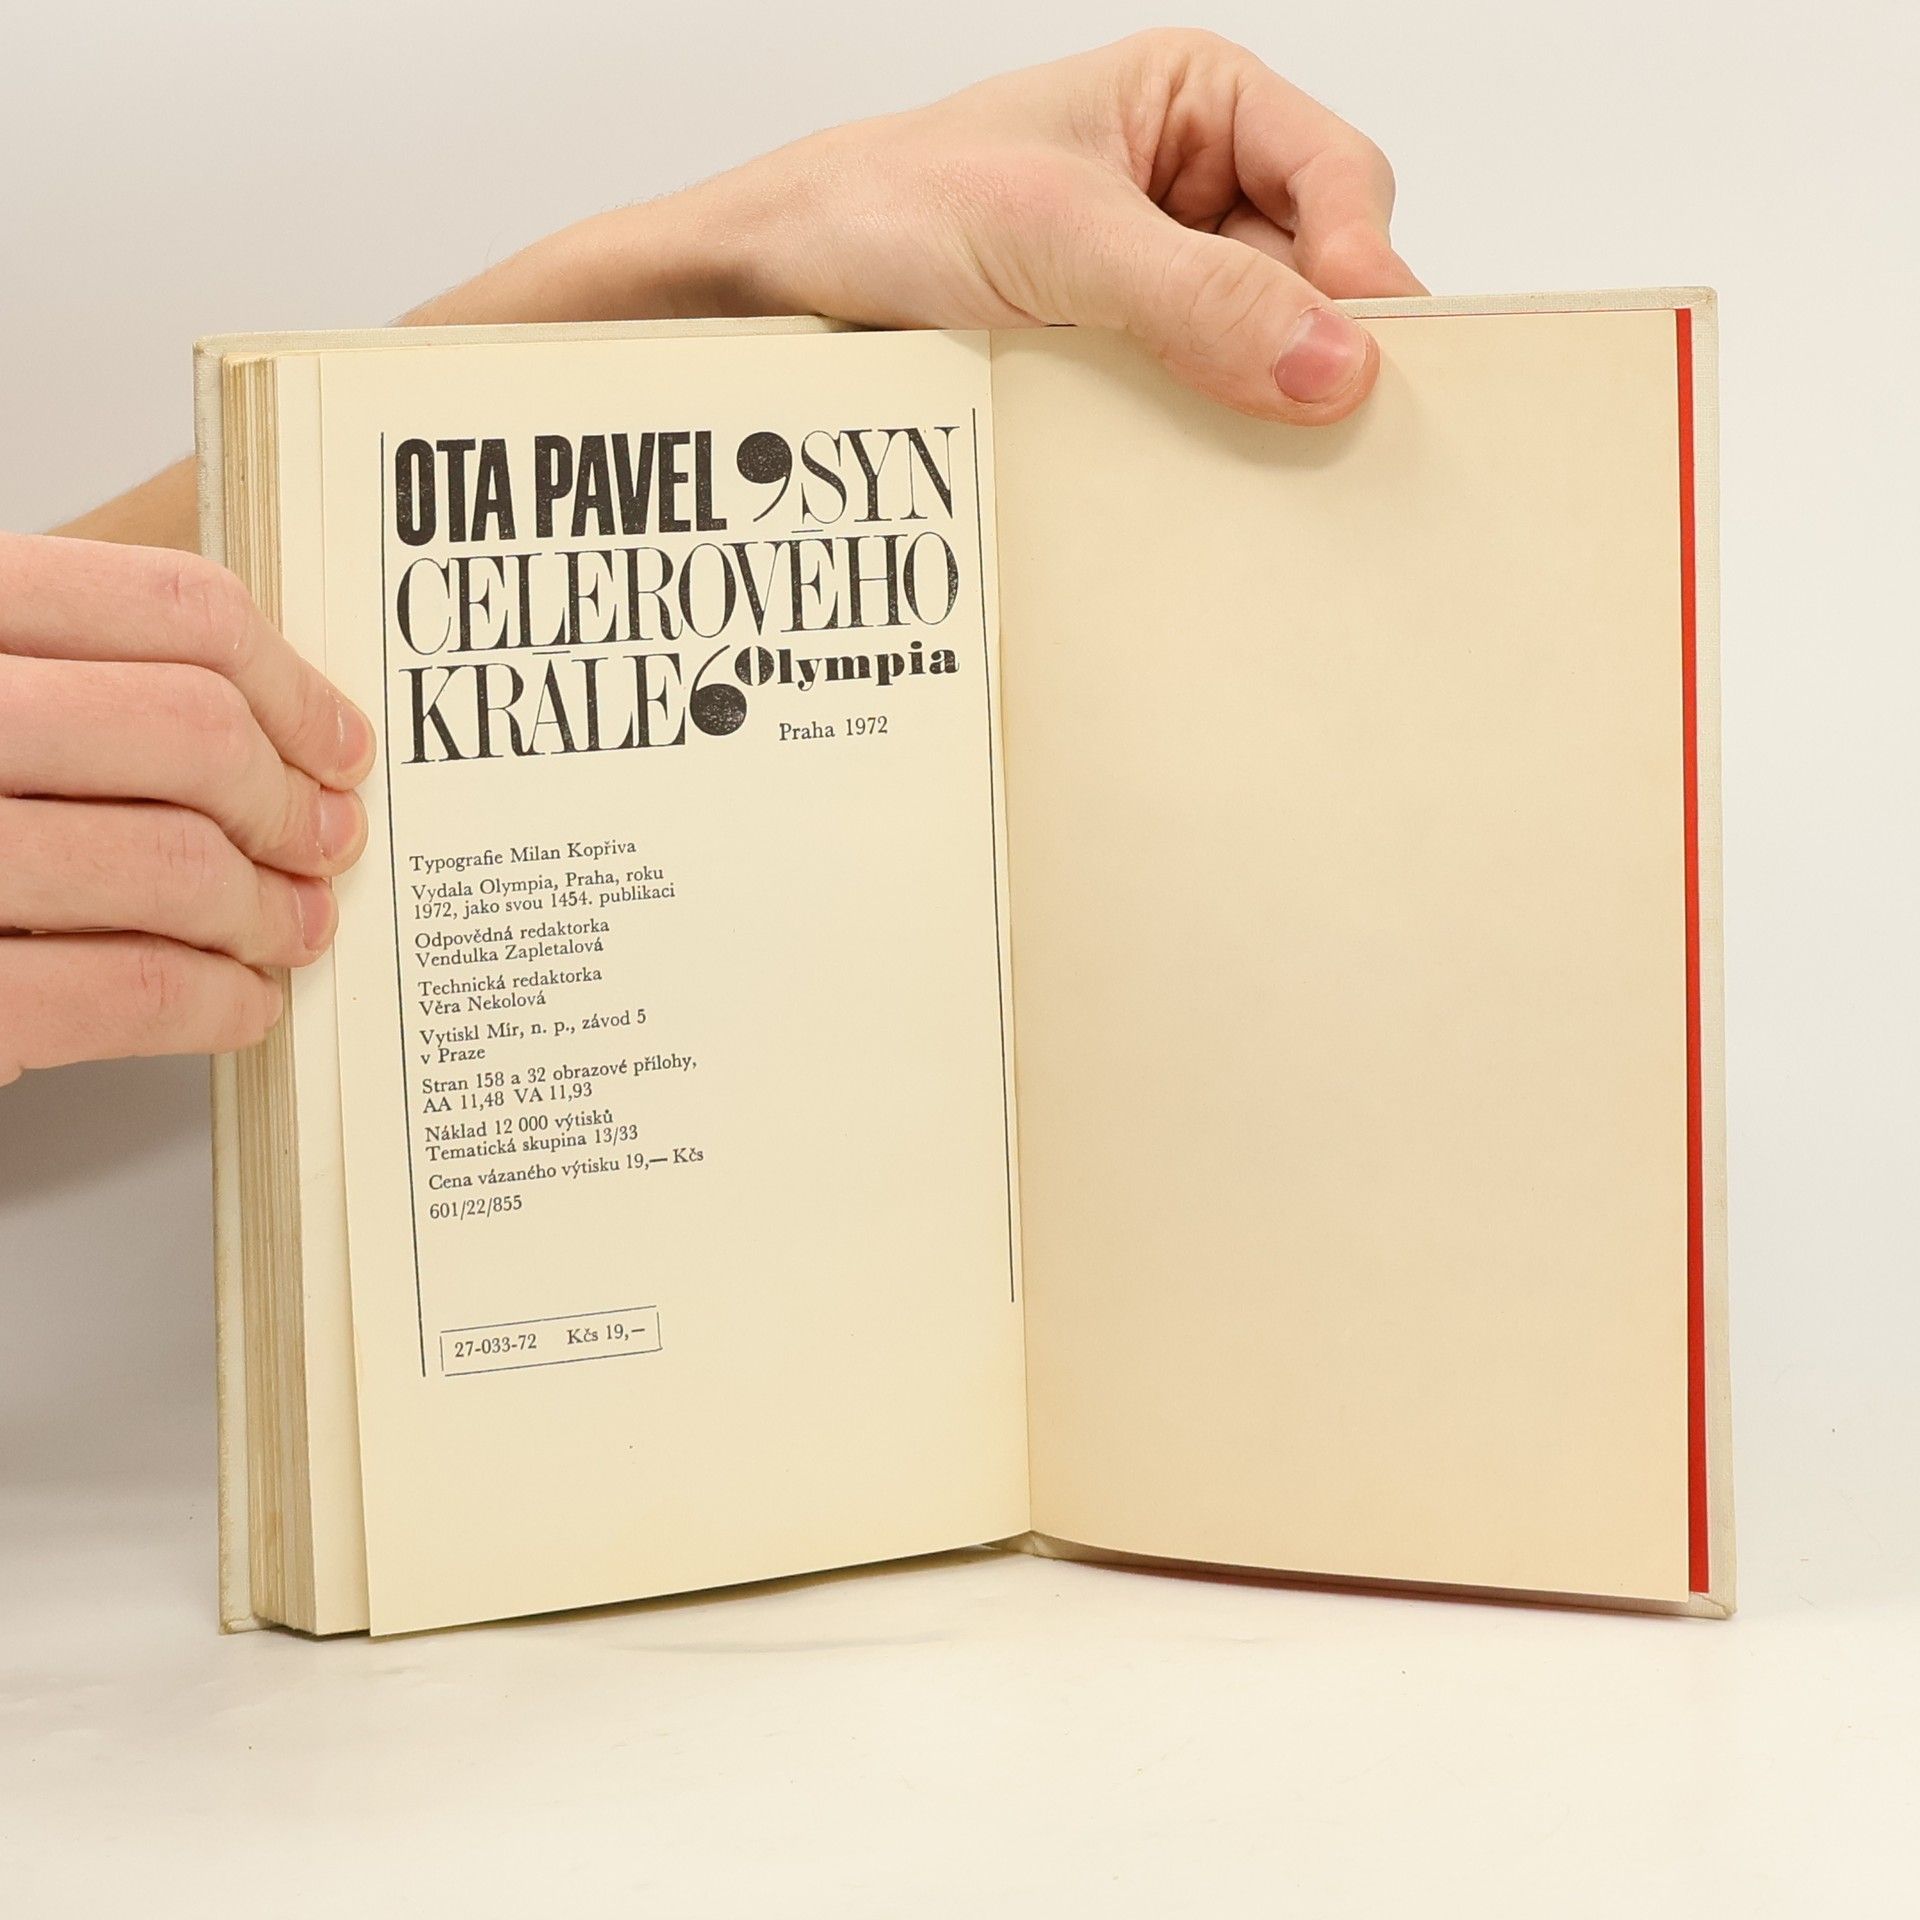 OTA PAVEL ❜SYN
CELEROVÉHO
KRÁLE❛ Olympia
Praha 1972
Typografie Milan Kopřiva
Vydala Olympia, Praha, roku
1972, jako svou 1454. publikaci
Odpovědná redaktorka
Vendulka Zapletalová
Technická redaktorka
Věra Nekolová
Vytiskl Mír, n. p., závod 5
v Praze
Stran 158 a 32 obrazové přílohy,
AA 11,48 VA 11,93
Náklad 12 000 výtisků
Tematická skupina 13/33
Cena vázaného výtisku 19,— Kčs
601/22/855
27-033-72 Kčs 19,—